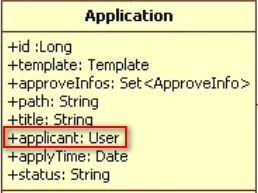 Application
+id :Long
+template: Template
+approveInfos: Set<ApproveInfo>
+path: String
+title: String
+applicant: User
+applyTime: Date
+status: String